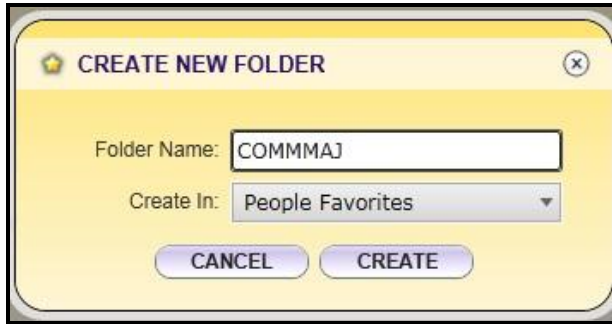 CREATE NEW FOLDER
Folder Name: COMMMAJ
Create In: People Favorites
CANCEL CREATE